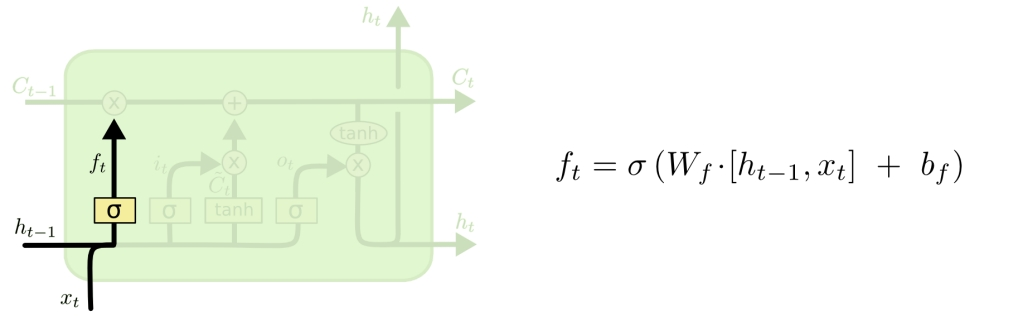 h_t
C_{t-1} C_t
× +
tanh
f_t i_t × o_t ×
C̃_t
σ σ tanh σ
h_{t-1} h_t
x_t
f_t = σ (W_f · [h_{t-1}, x_t] + b_f)